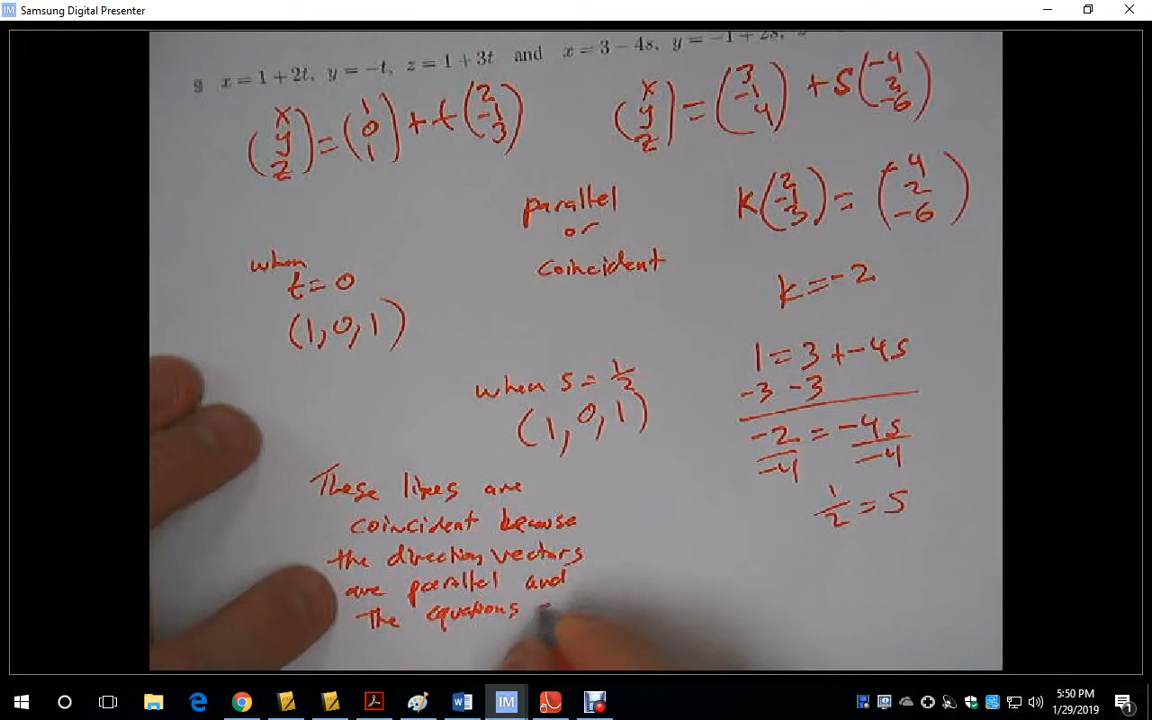 Samsung Digital Presenter
9 x = 1 + 2t, y = −t, z = 1 + 3t and x = 3 − 4s, y = −1 + 2s,
(x y z) = (1 0 1) + t(2 -1 3)
(x y z) = (3 -1 4) + s(-4 2 -6)
k(2 -1 3) = (-4 2 -6)
parallel
or
coincident
k = -2
when
t = 0
(1, 0, 1)
1 = 3 + -4s
-3 -3
-2/-4 = -4s/-4
1/2 = s
when s = 1/2
(1, 0, 1)
These lines are
coincident because
the direction vectors
are parallel and
the equations
5:50 PM
1/29/2019